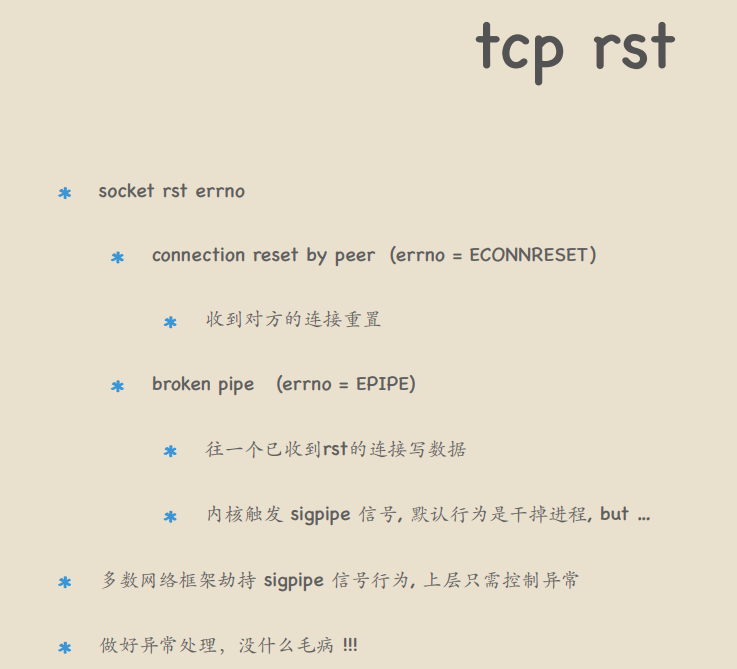 tcp rst
socket rst errno
connection reset by peer (errno = ECONNRESET)
收到对方的连接重置
broken pipe (errno = EPIPE)
往一个已收到rst的连接写数据
内核触发 sigpipe 信号, 默认行为是干掉进程, but ...
多数网络框架劫持 sigpipe 信号行为, 上层只需控制异常
做好异常处理，没什么毛病 !!!